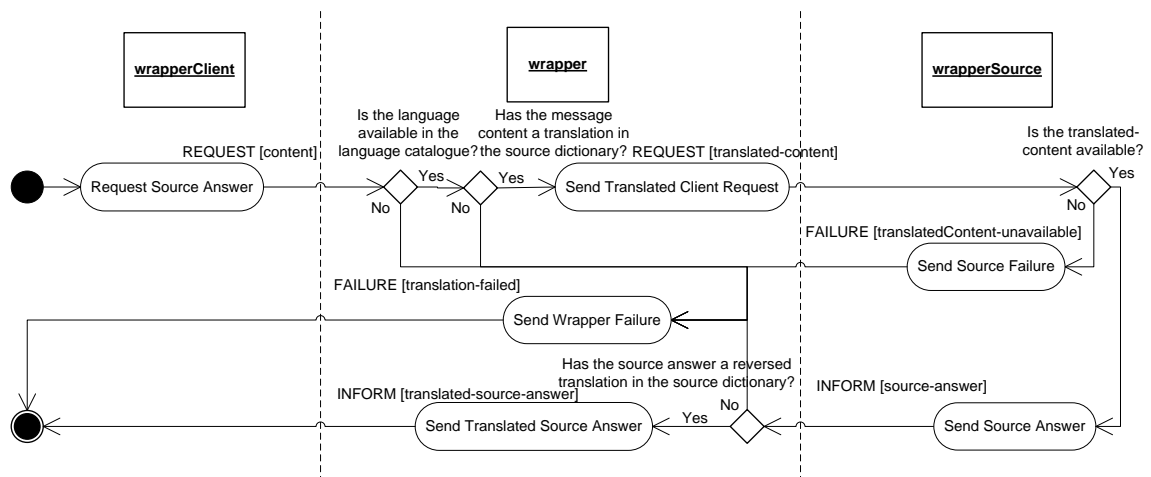 wrapperClient
wrapper
wrapperSource
Is the language
available in the
language catalogue?
Has the message
content a translation in
the source dictionary?
Is the translated-
content available?
REQUEST [content]
REQUEST [translated-content]
Request Source Answer
Yes
No
Yes
No
Send Translated Client Request
Yes
No
FAILURE [translatedContent-unavailable]
Send Source Failure
FAILURE [translation-failed]
Send Wrapper Failure
Has the source answer a reversed
translation in the source dictionary?
INFORM [translated-source-answer]
No
INFORM [source-answer]
Send Translated Source Answer
Yes
Send Source Answer